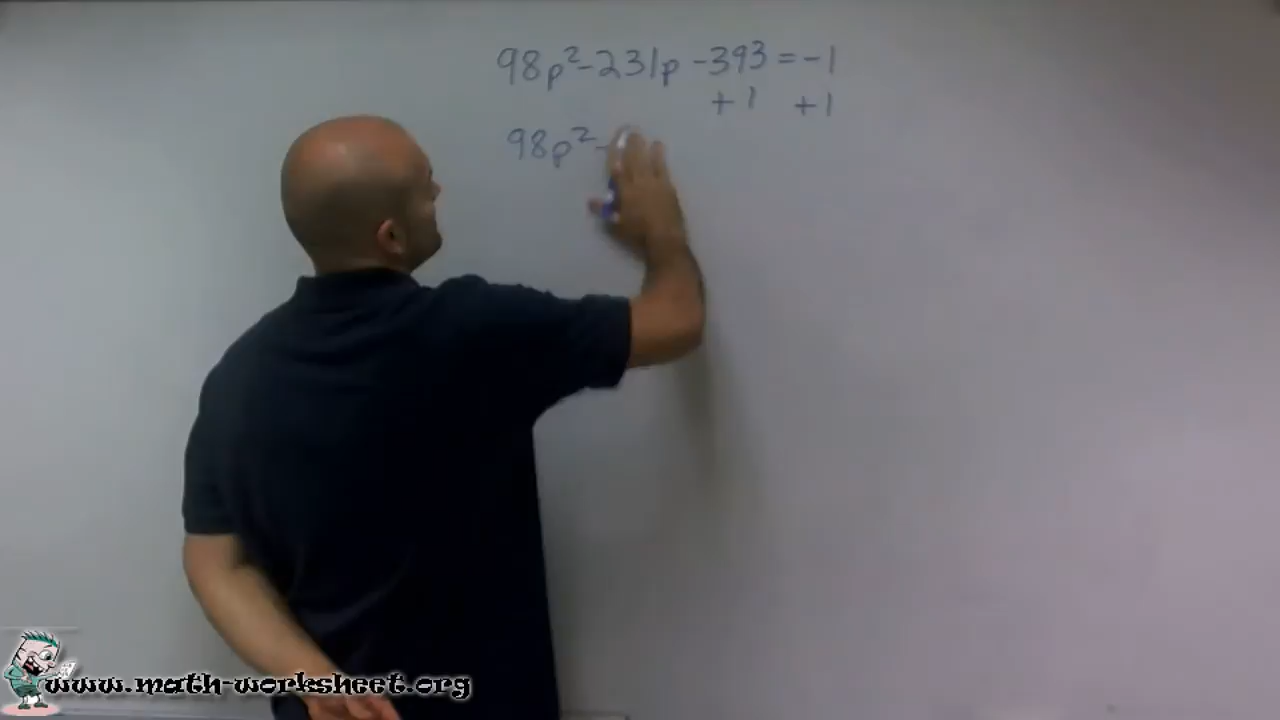 98p²-231p -393 = -1
+1 +1
98p²-
www.math-worksheet.org